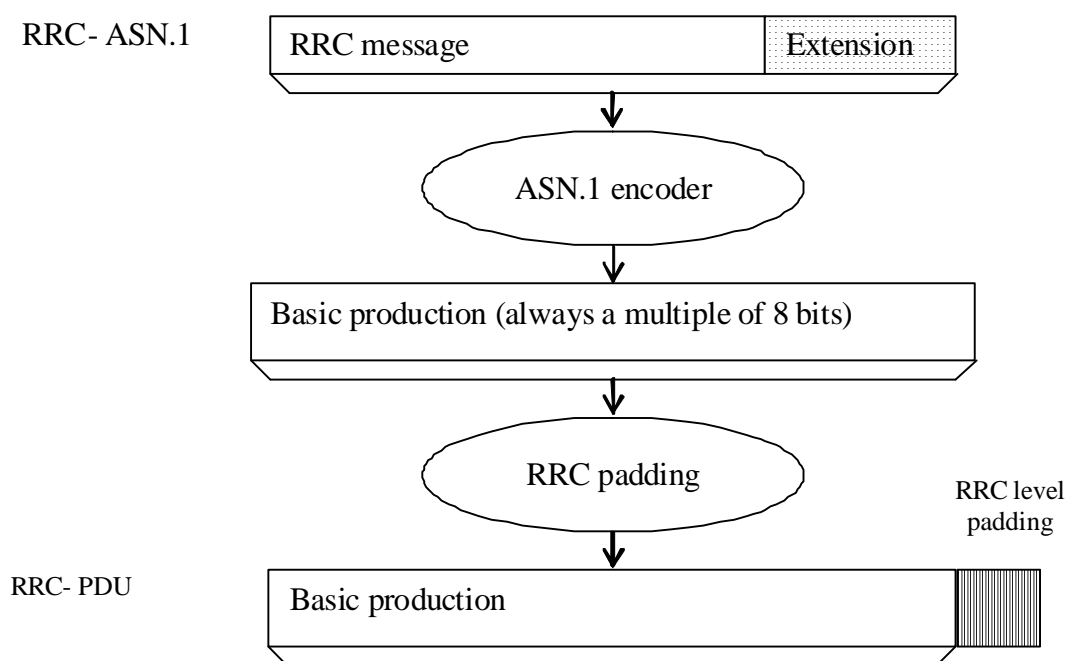 RRC- ASN.1
RRC message
Extension
ASN.1 encoder
Basic production (always a multiple of 8 bits)
RRC padding
RRC level
padding
RRC- PDU
Basic production